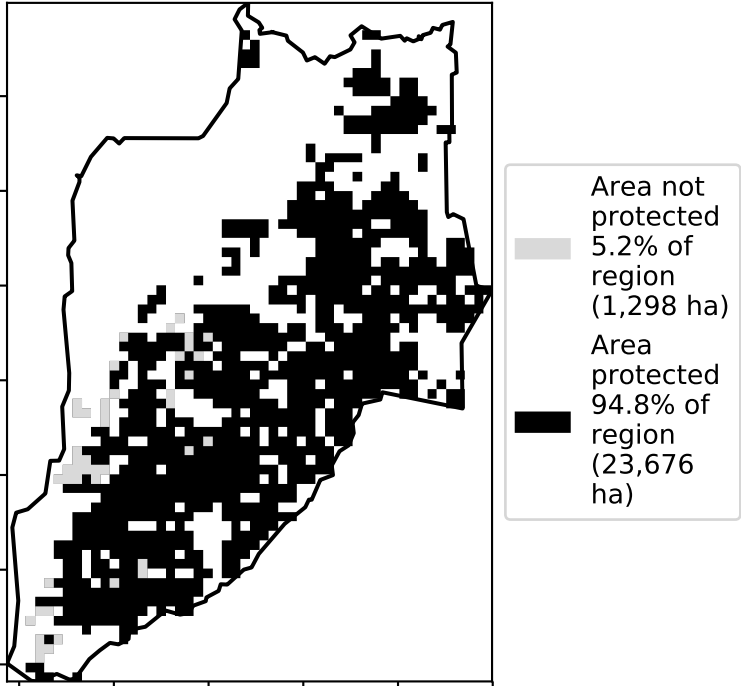 Area not
protected
5.2% of
region
(1,298 ha)
Area
protected
94.8% of
region
(23,676
ha)